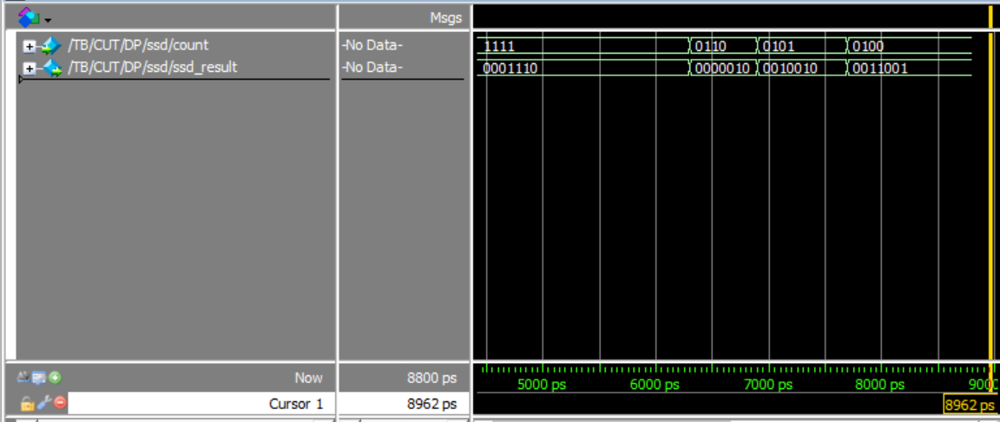 Msgs
/TB/CUT/DP/ssd/count -No Data- 1111 0110 0101 0100
/TB/CUT/DP/ssd/ssd_result -No Data- 0001110 0000010 0010010 0011001
Now 8800 ps 5000 ps 6000 ps 7000 ps 8000 ps
Cursor 1 8962 ps 8962 ps